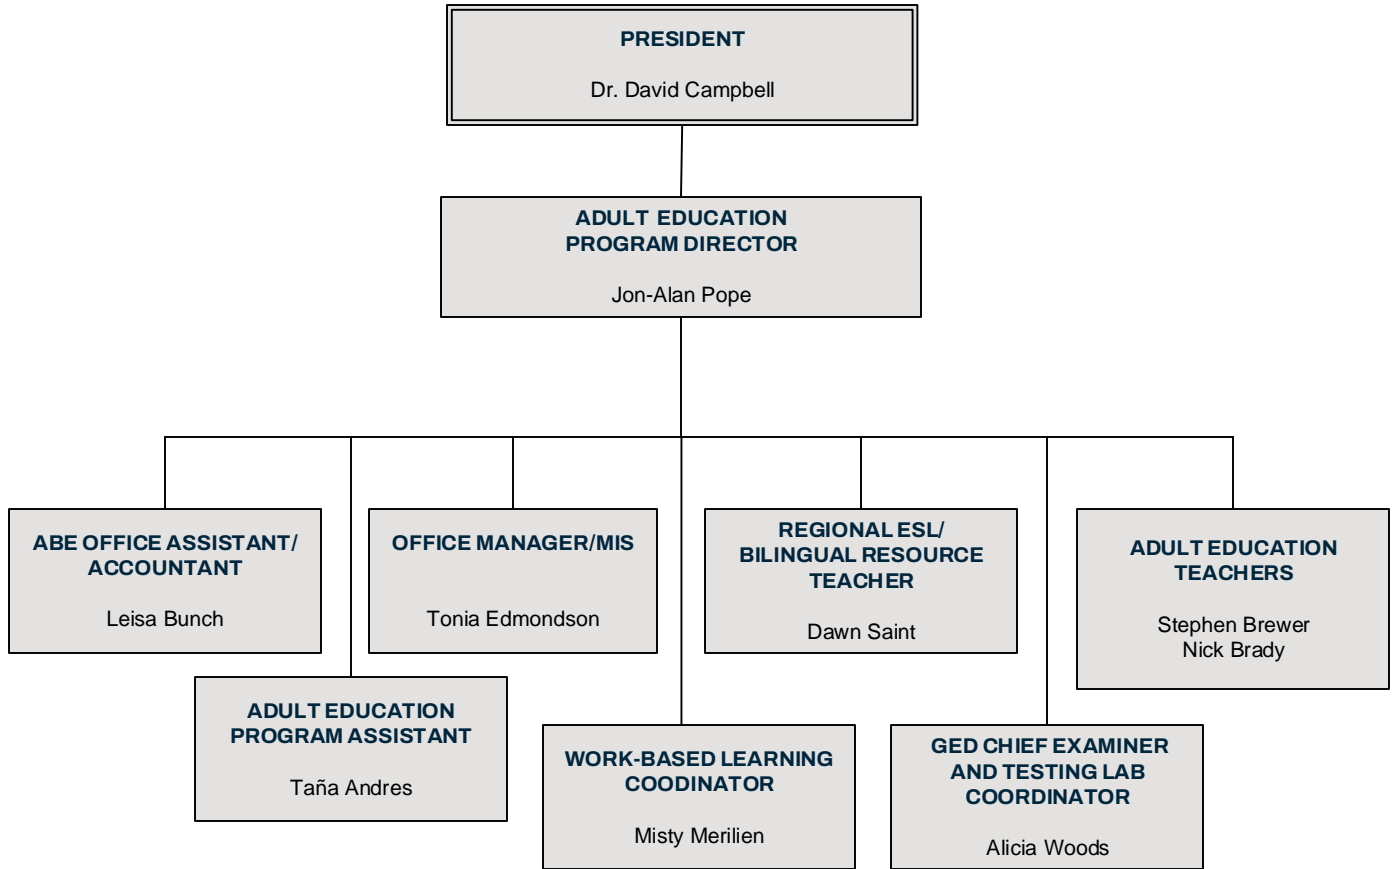 PRESIDENT
Dr. David Campbell
ADULT EDUCATION
PROGRAM DIRECTOR
Jon-Alan Pope
ABE OFFICE ASSISTANT/
ACCOUNTANT
Leisa Bunch
OFFICE MANAGER/MIS
Tonia Edmondson
REGIONAL ESL/
BILINGUAL RESOURCE
TEACHER
Dawn Saint
ADULT EDUCATION
TEACHERS
Stephen Brewer
Nick Brady
ADULT EDUCATION
PROGRAM ASSISTANT
Taña Andres
WORK-BASED LEARNING
COODINATOR
Misty Merilien
GED CHIEF EXAMINER
AND TESTING LAB
COORDINATOR
Alicia Woods